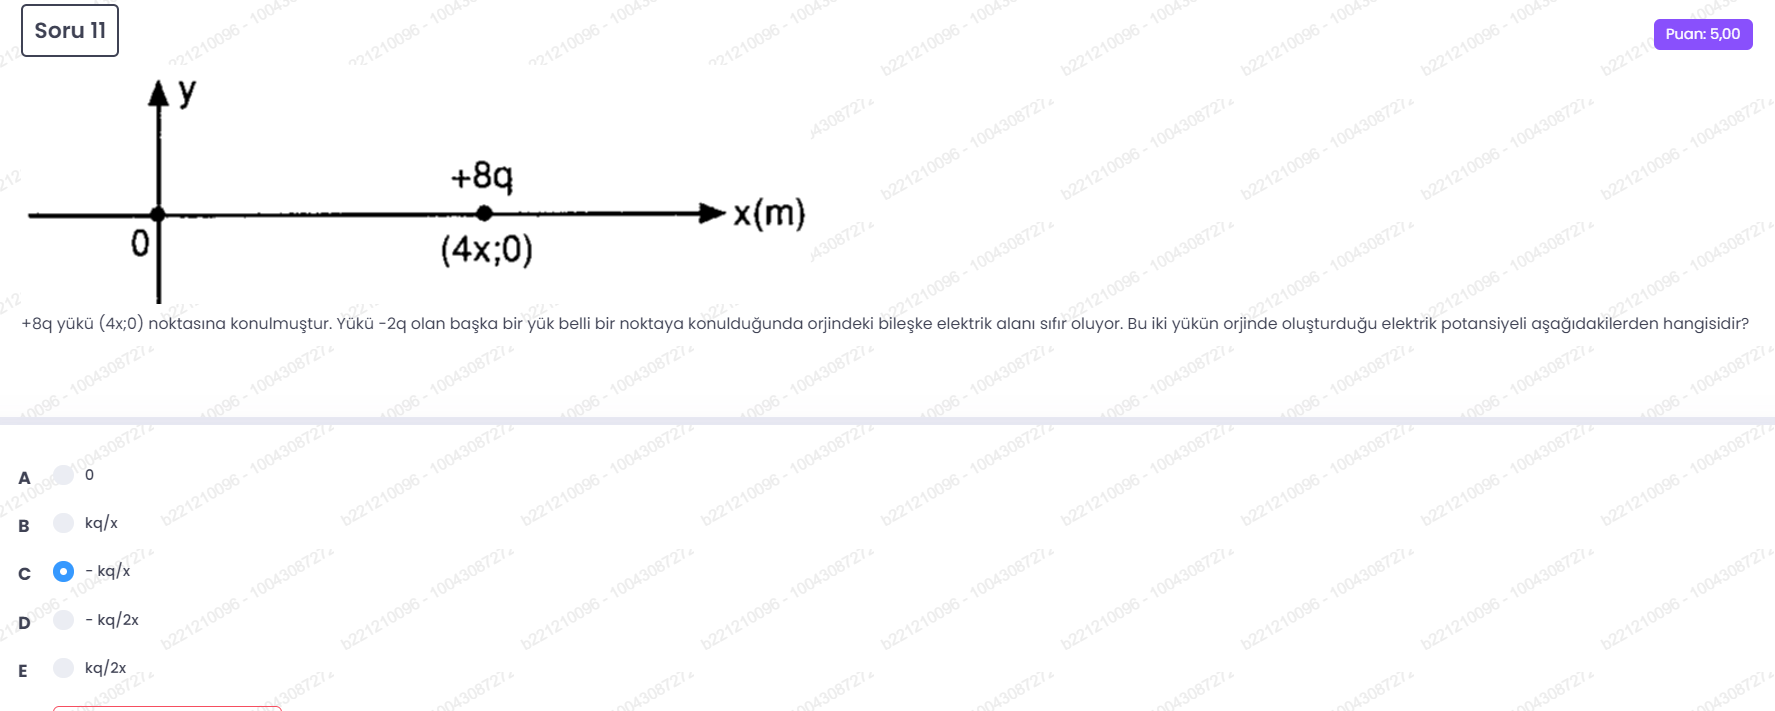 Soru 11
Puan: 5,00
y
+8q
x(m)
0
(4x;0)
+8q yükü (4x;0) noktasına konulmuştur. Yükü -2q olan başka bir yük belli bir noktaya konulduğunda orjindeki bileşke elektrik alanı sıfır oluyor. Bu iki yükün orjinde oluşturduğu elektrik potansiyeli aşağıdakilerden hangisidir?
A 0
B kq/x
C - kq/x
D - kq/2x
E kq/2x
b221210096 - 1004308727